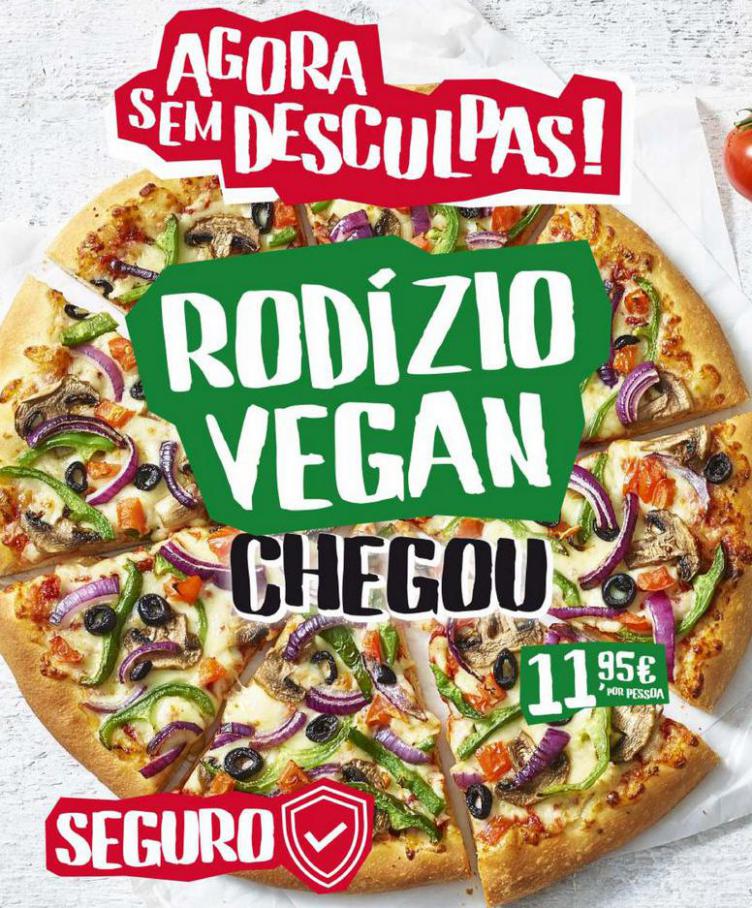 AGORA
SEM DESCULPAS!
RODÍZIO
VEGAN
CHEGOU
11,95€
POR PESSOA
SEGURO